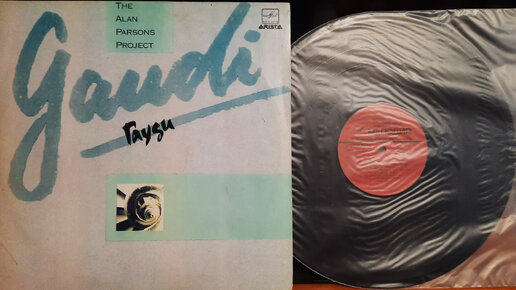 THE
ALAN
PARSONS
PROJECT
ARISTA
gaudi
Гауди